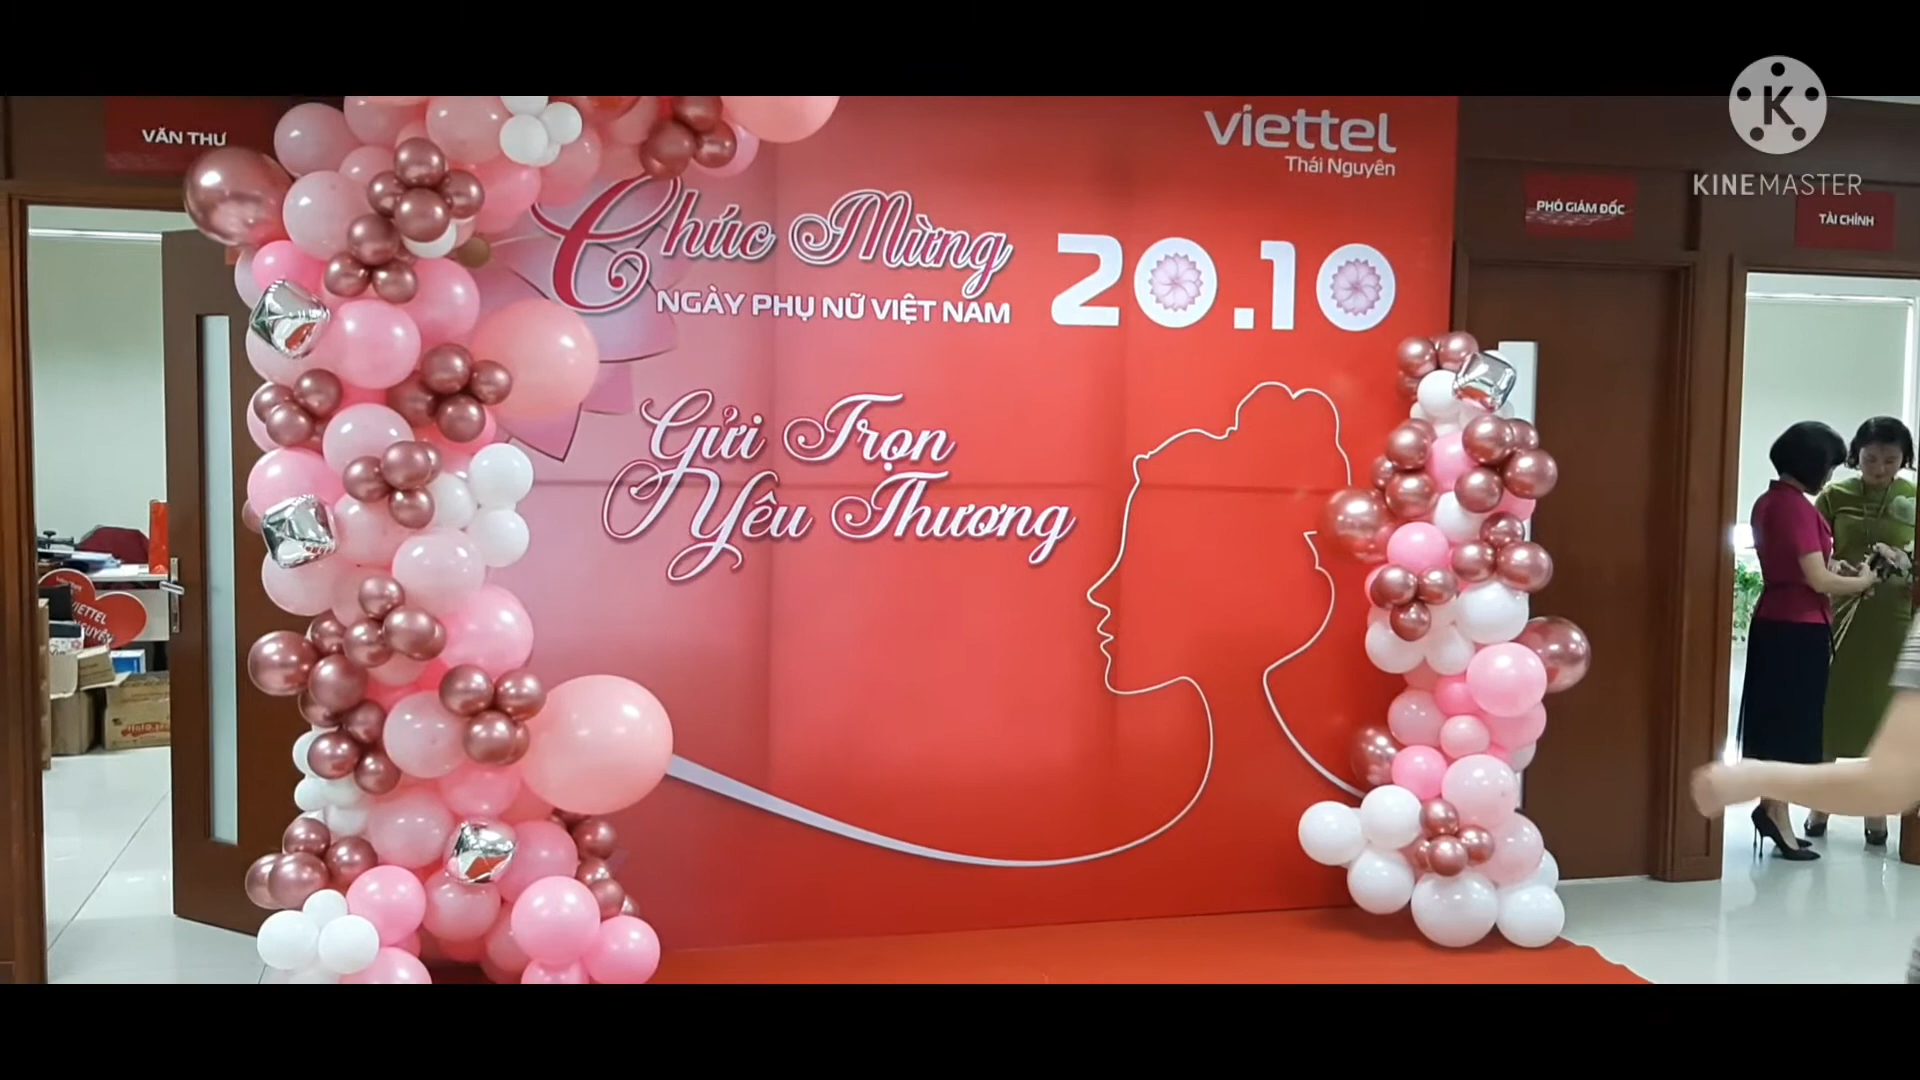 VĂN THƯ
viettel
Thái Nguyên
Chúc Mừng
NGÀY PHỤ NỮ VIỆT NAM
20.10
Gửi Trọn
Yêu Thương
PHÓ GIÁM ĐỐC
TÀI CHÍNH
K
KINEMASTER
VIETTEL